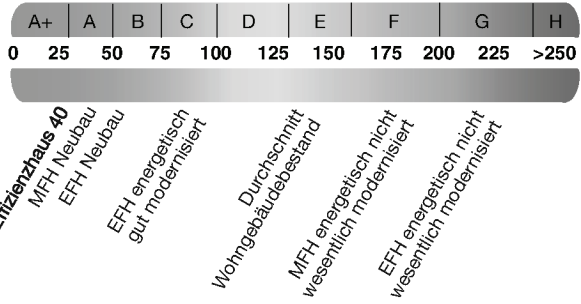 A+ A B C D E F G H
0 25 50 75 100 125 150 175 200 225 >250
40
MFH Neubau
EFH Neubau
EFH energetisch
gut modernisiert
Durchschnitt
Wohngebäudebestand
MFH energetisch nicht
wesentlich modernisiert
EFH energetisch nicht
wesentlich modernisiert